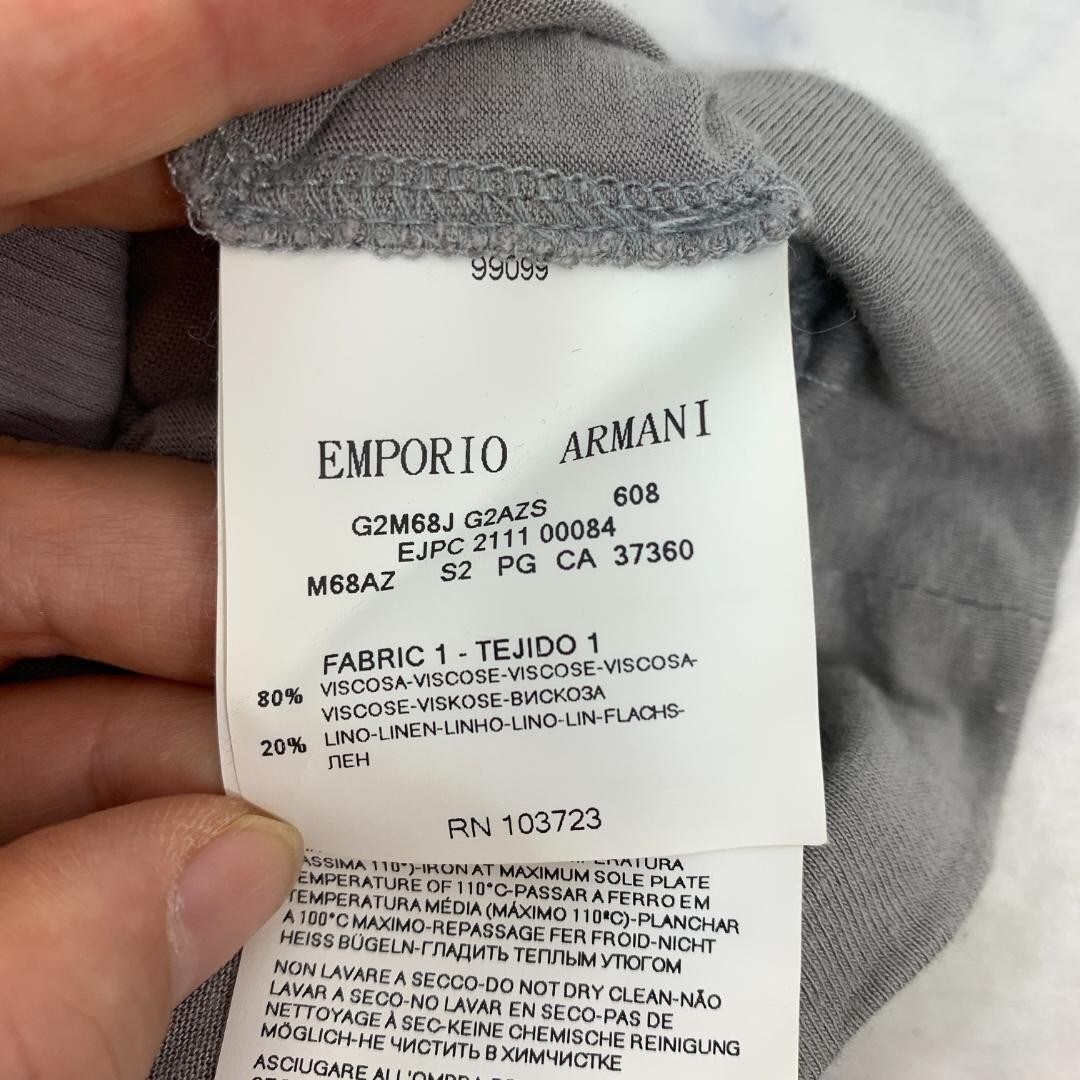 99099
EMPORIO ARMANI
G2M68J G2AZS 608
EJPC 2111 00084
M68AZ S2 PG CA 37360
FABRIC 1 - TEJIDO 1
80% VISCOSA-VISCOSE-VISCOSE-VISCOSA-
VISCOSE-VISKOSE-ВИСКОЗА
20% LINO-LINEN-LINHO-LINO-LIN-FLACHS-
ЛЕН
RN 103723
110°)-IRON AT MAXIMUM SOLE PLATE
TEMPERATURE OF 110°C-PASSAR A FERRO EM
TEMPERATURA MÉDIA (MÁXIMO 110ºC)-PLANCHAR
A 100°C MAXIMO-REPASSAGE FER FROID-NICHT
HEISS BÜGELN-ГЛАДИТЬ ТЕПЛЫМ УТЮГОМ
NON LAVARE A SECCO-DO NOT DRY CLEAN-NÃO
LAVAR A SECO-NO LAVAR EN SECO-PAS DE
NETTOYAGE À SEC-KEINE CHEMISCHE REINIGUNG
MÖGLICH-НЕ ЧИСТИТЬ В ХИМЧИСТКЕ
ASCIUGARE ALL'OMBRA